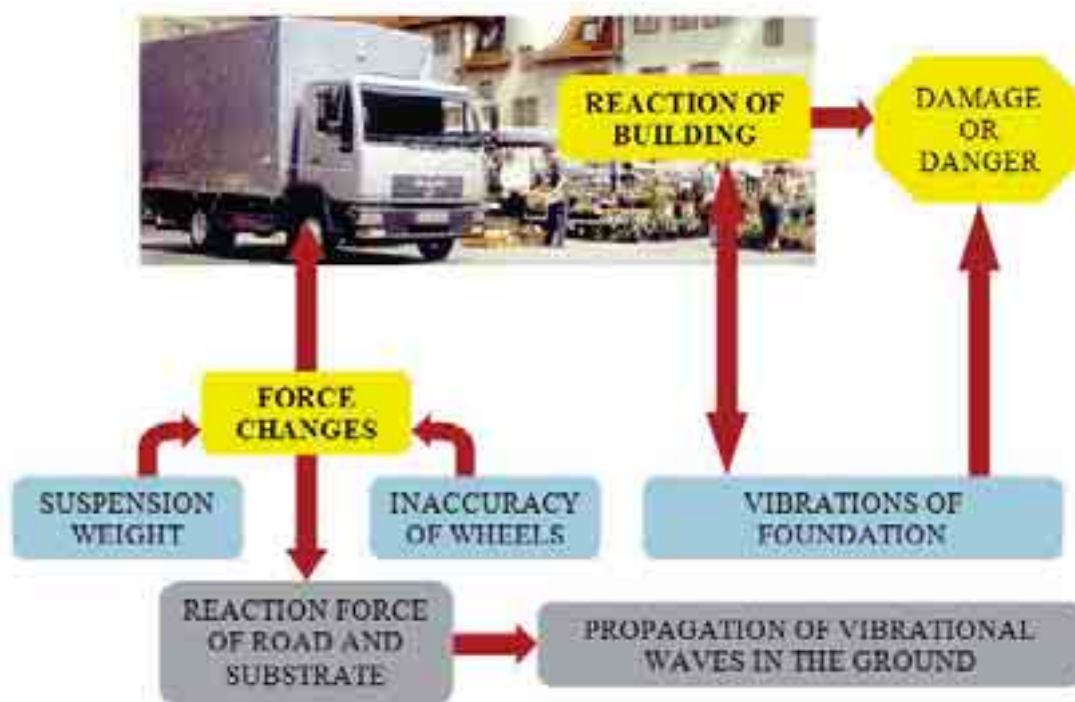 REACTION OF
BUILDING
DAMAGE
OR
DANGER
FORCE
CHANGES
SUSPENSION
WEIGHT
INACCURACY
OF WHEELS
VIBRATIONS OF
FOUNDATION
REACTION FORCE
OF ROAD AND
SUBSTRATE
PROPAGATION OF VIBRATIONAL
WAVES IN THE GROUND